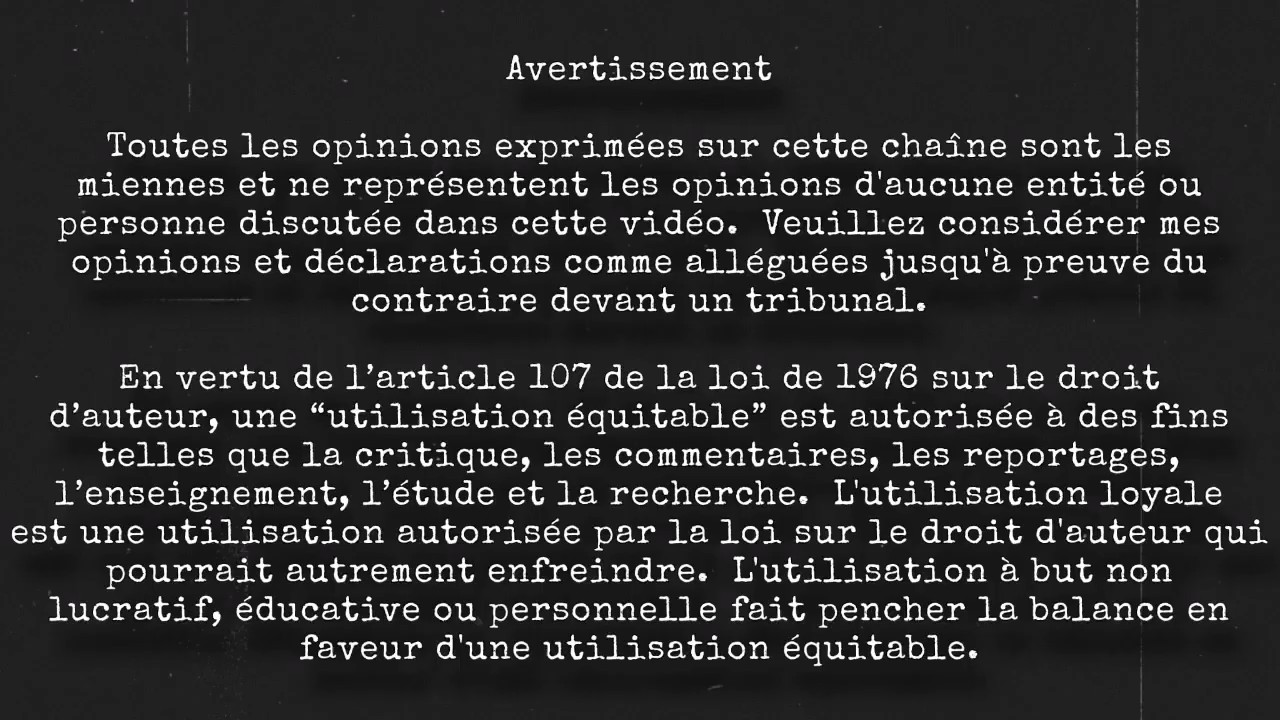 Avertissement
Toutes les opinions exprimées sur cette chaîne sont les
miennes et ne représentent les opinions d'aucune entité ou
personne discutée dans cette vidéo.  Veuillez considérer mes
opinions et déclarations comme alléguées jusqu'à preuve du
contraire devant un tribunal.
En vertu de l’article 107 de la loi de 1976 sur le droit
d’auteur, une “utilisation équitable” est autorisée à des fins
telles que la critique, les commentaires, les reportages,
l’enseignement, l’étude et la recherche.  L'utilisation loyale
est une utilisation autorisée par la loi sur le droit d'auteur qui
pourrait autrement enfreindre.  L'utilisation à but non
lucratif, éducative ou personnelle fait pencher la balance en
faveur d'une utilisation équitable.